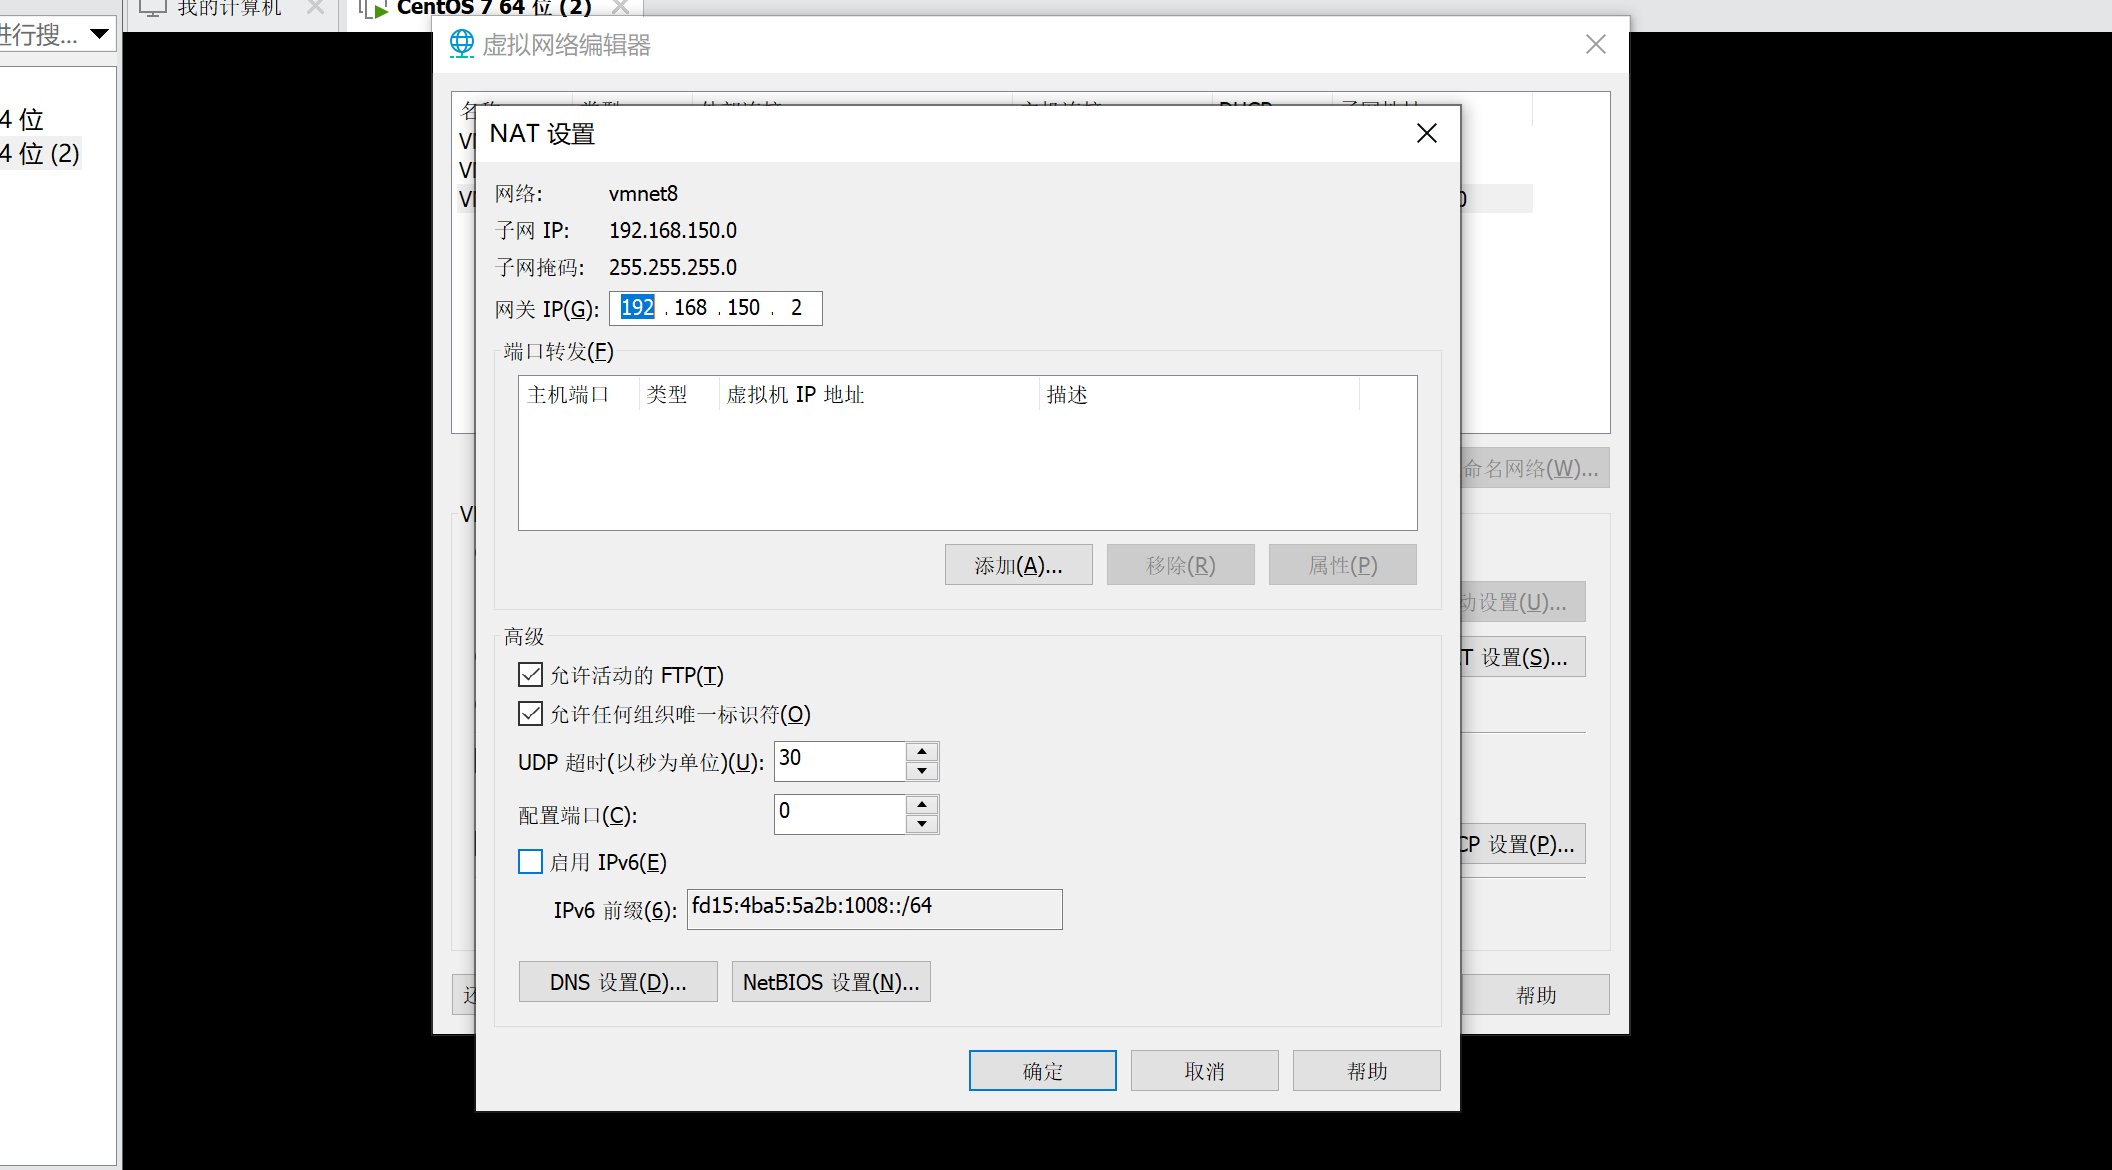 我的计算机
CentOS 7 64 位 (2)
进行搜...
虚拟网络编辑器
4 位
4 位 (2)
NAT 设置
网络: vmnet8
子网 IP: 192.168.150.0
子网掩码: 255.255.255.0
网关 IP(G): 192 . 168 . 150 . 2
端口转发(F)
主机端口 类型 虚拟机 IP 地址 描述
命名网络(W)...
添加(A)... 移除(R) 属性(P)
动设置(U)...
高级
T 设置(S)...
允许活动的 FTP(T)
允许任何组织唯一标识符(O)
UDP 超时(以秒为单位)(U): 30
配置端口(C): 0
CP 设置(P)...
启用 IPv6(E)
IPv6 前缀(6): fd15:4ba5:5a2b:1008::/64
DNS 设置(D)... NetBIOS 设置(N)...
还
帮助
确定 取消 帮助